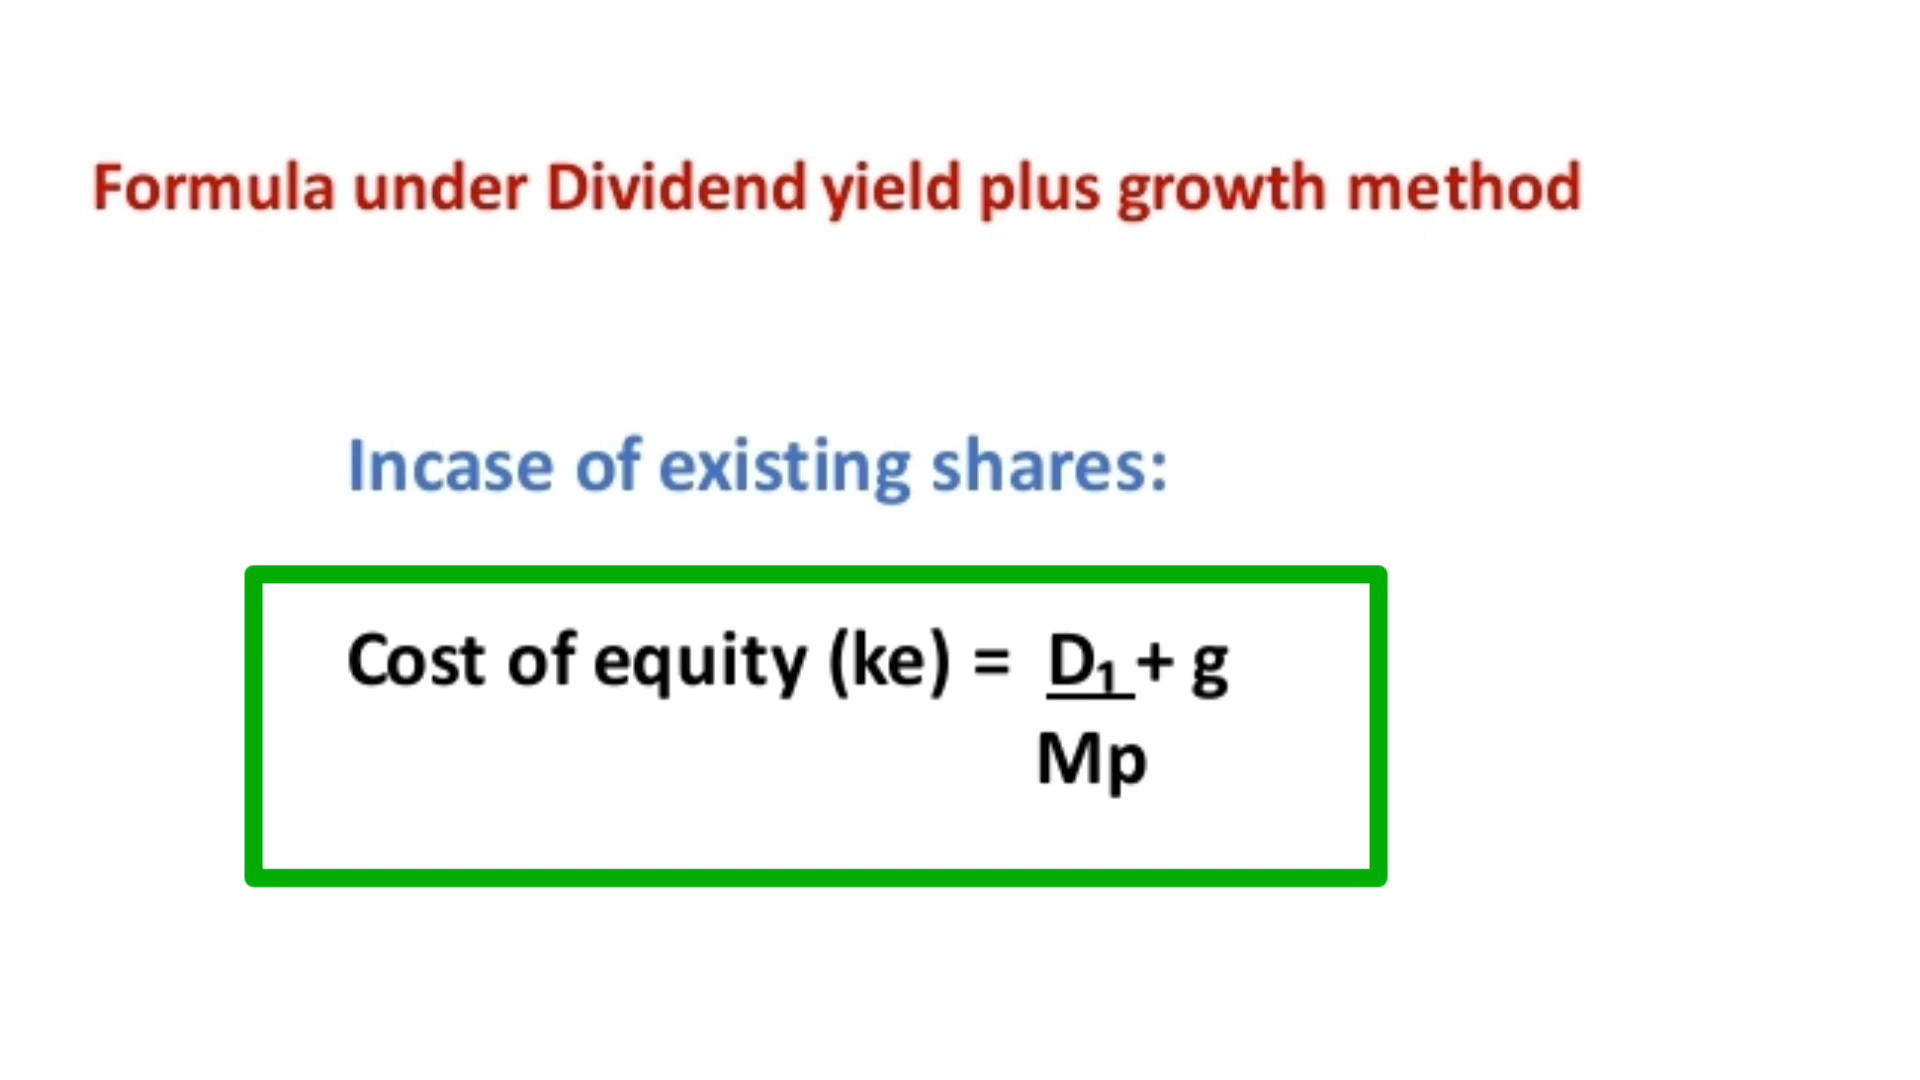 Formula under Dividend yield plus growth method
Incase of existing shares:
Cost of equity (ke) = D₁ + g
Mp